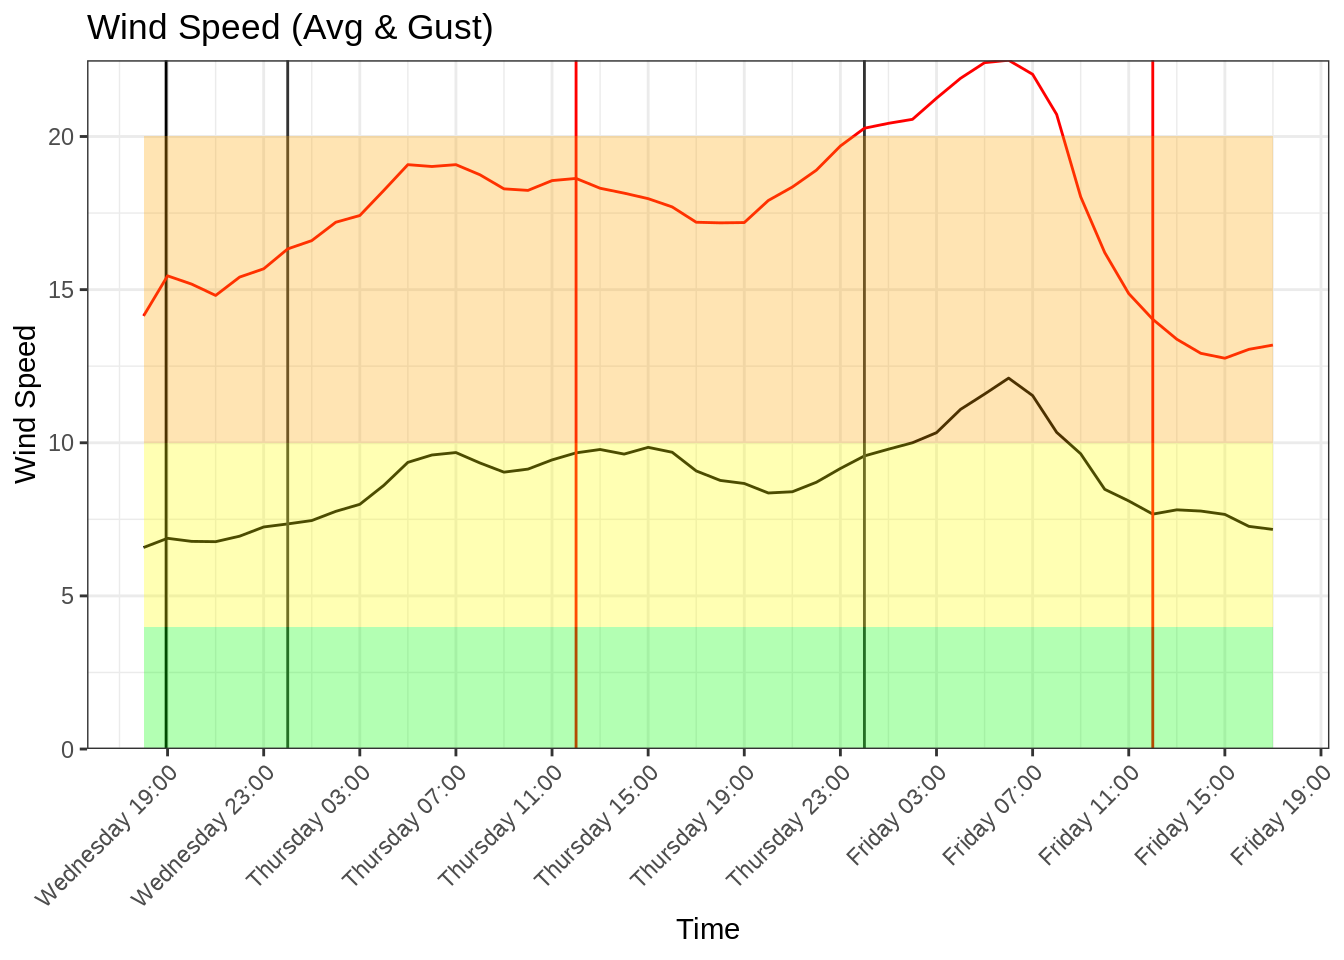 Wind Speed (Avg & Gust)
Wind Speed
20
15
10
5
0
Wednesday 19:00
Wednesday 23:00
Thursday 03:00
Thursday 07:00
Thursday 11:00
Thursday 15:00
Thursday 19:00
Thursday 23:00
Friday 03:00
Friday 07:00
Friday 11:00
Friday 15:00
Friday 19:00
Time